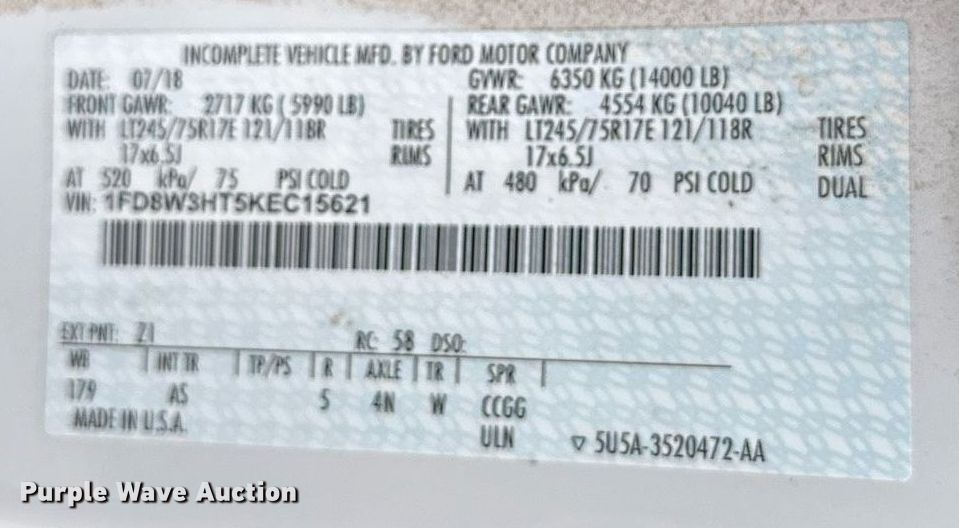 INCOMPLETE VEHICLE MFD. BY FORD MOTOR COMPANY
DATE: 07/18 GVWR: 6350 KG (14000 LB)
FRONT GAWR: 2717 KG ( 5990 LB) REAR GAWR: 4554 KG (10040 LB)
WITH LT245/75R17E 121/118R TIRES WITH LT245/75R17E 121/118R TIRES
17x6.5J RIMS 17x6.5J RIMS
AT 520 kPa/ 75 PSI COLD AT 480 kPa/ 70 PSI COLD DUAL
VIN: 1FD8W3HT5KEC15621
EXT PNT: Z1 RC: 58 DSO:
WB INT TR TP/PS R AXLE TR SPR
179 AS 5 4N W CCGG
MADE IN U.S.A. ULN ▽ 5U5A-3520472-AA
Purple Wave Auction